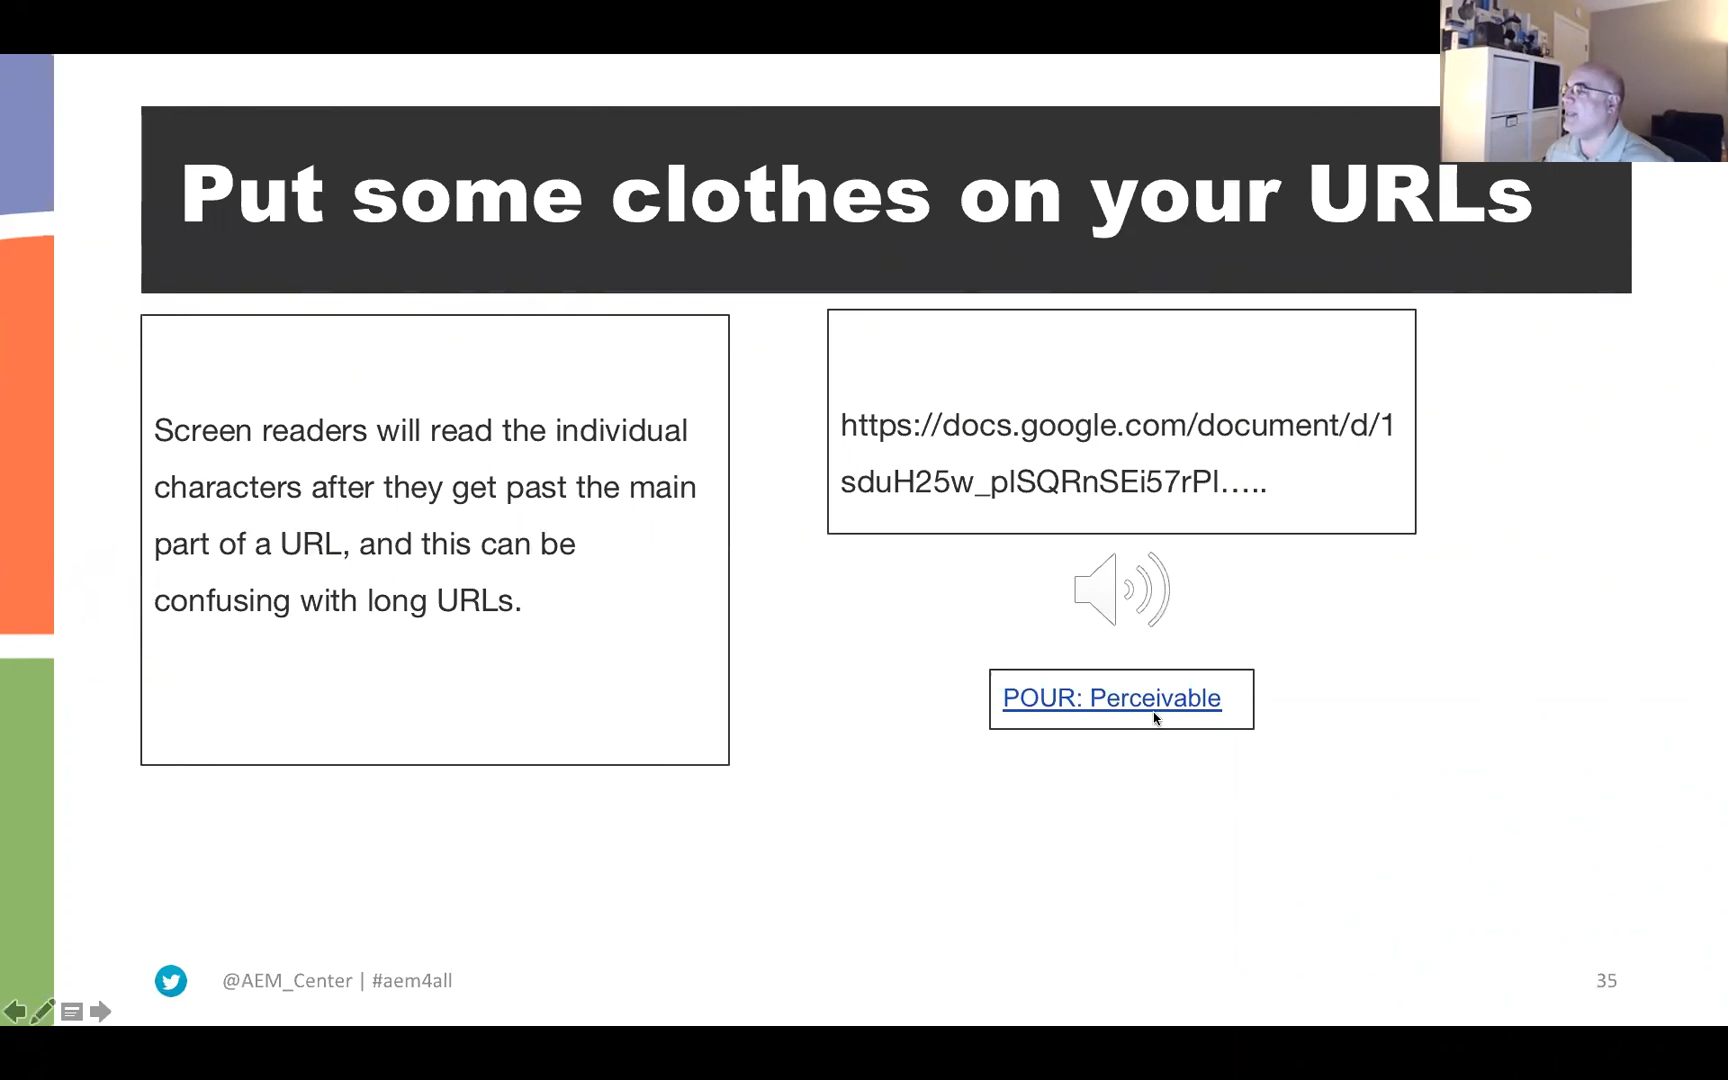 Put some clothes on your URLs
Screen readers will read the individual
characters after they get past the main
part of a URL, and this can be
confusing with long URLs.
https://docs.google.com/document/d/1
sduH25w_plSQRnSEi57rPl…..
POUR: Perceivable
@AEM_Center | #aem4all
35